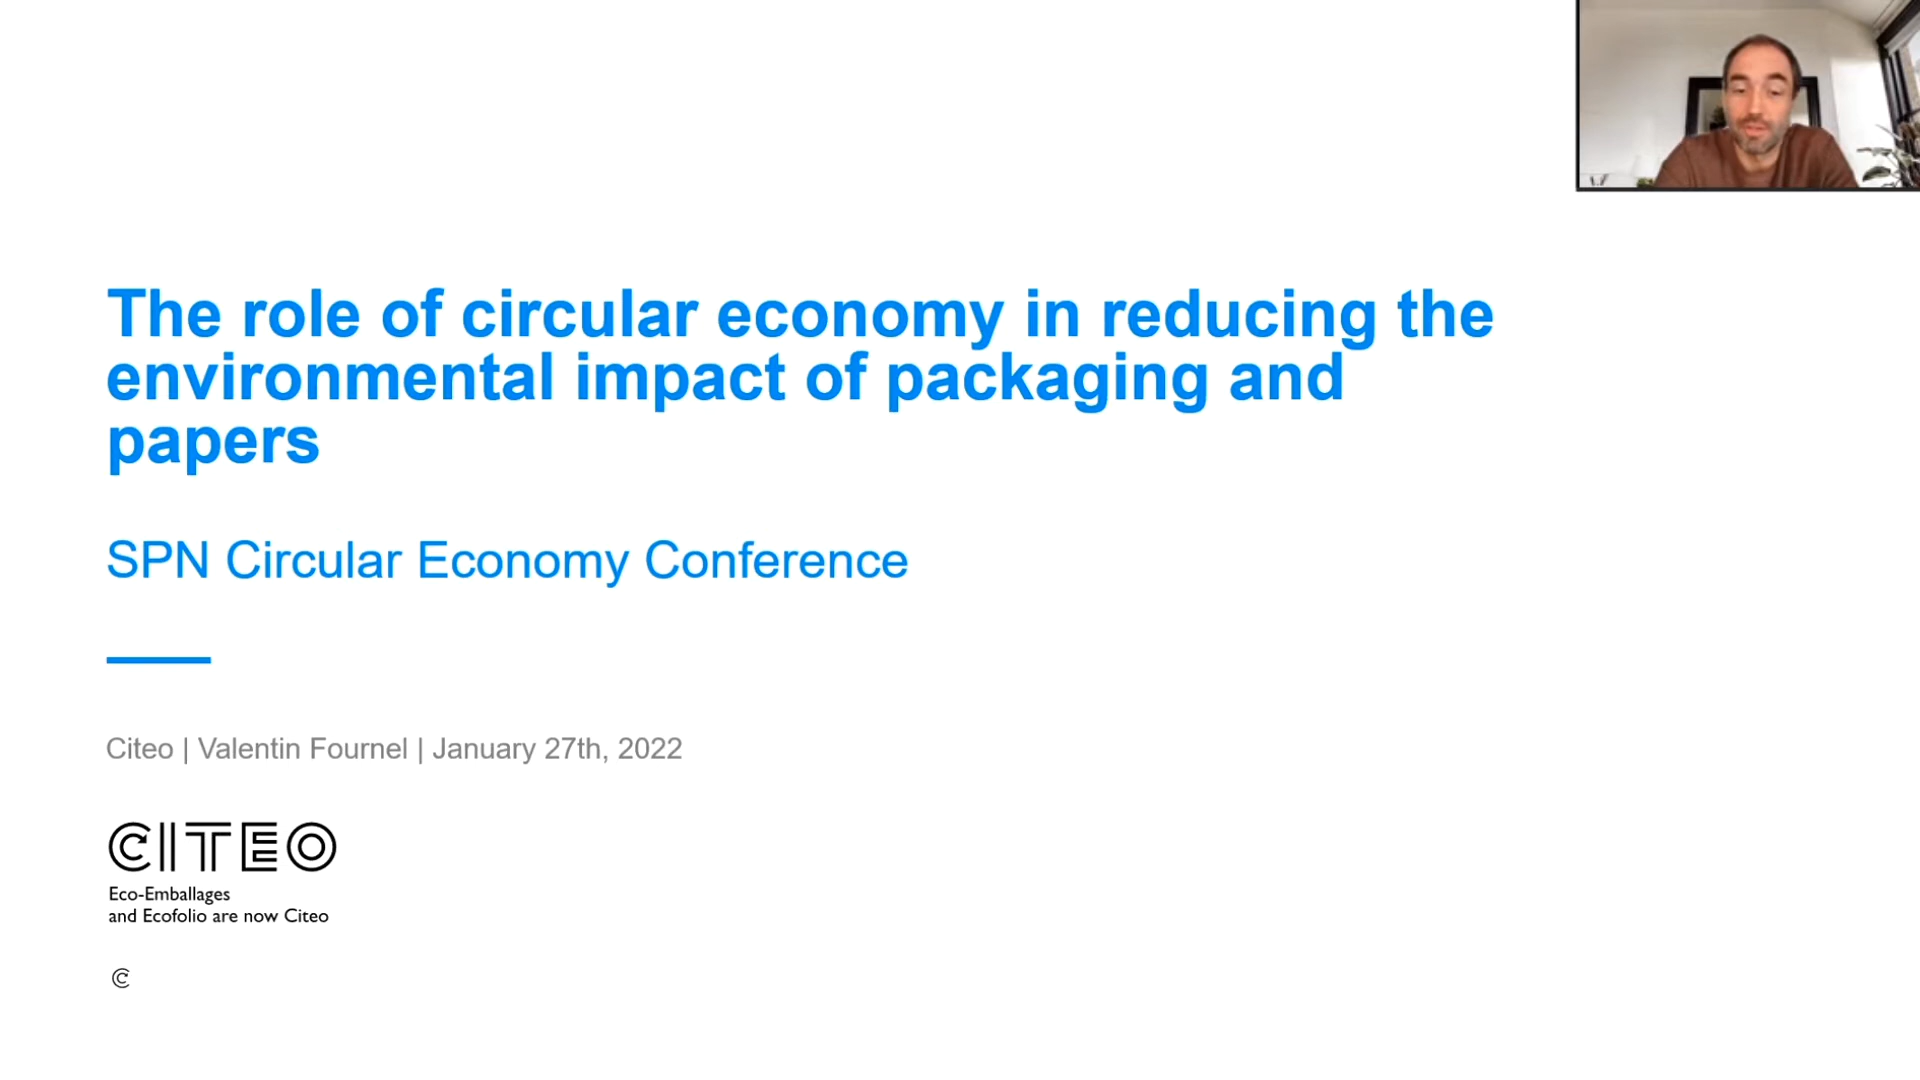 The role of circular economy in reducing the
environmental impact of packaging and
papers
SPN Circular Economy Conference
Citeo | Valentin Fournel | January 27th, 2022
CITEO
Eco-Emballages
and Ecofolio are now Citeo